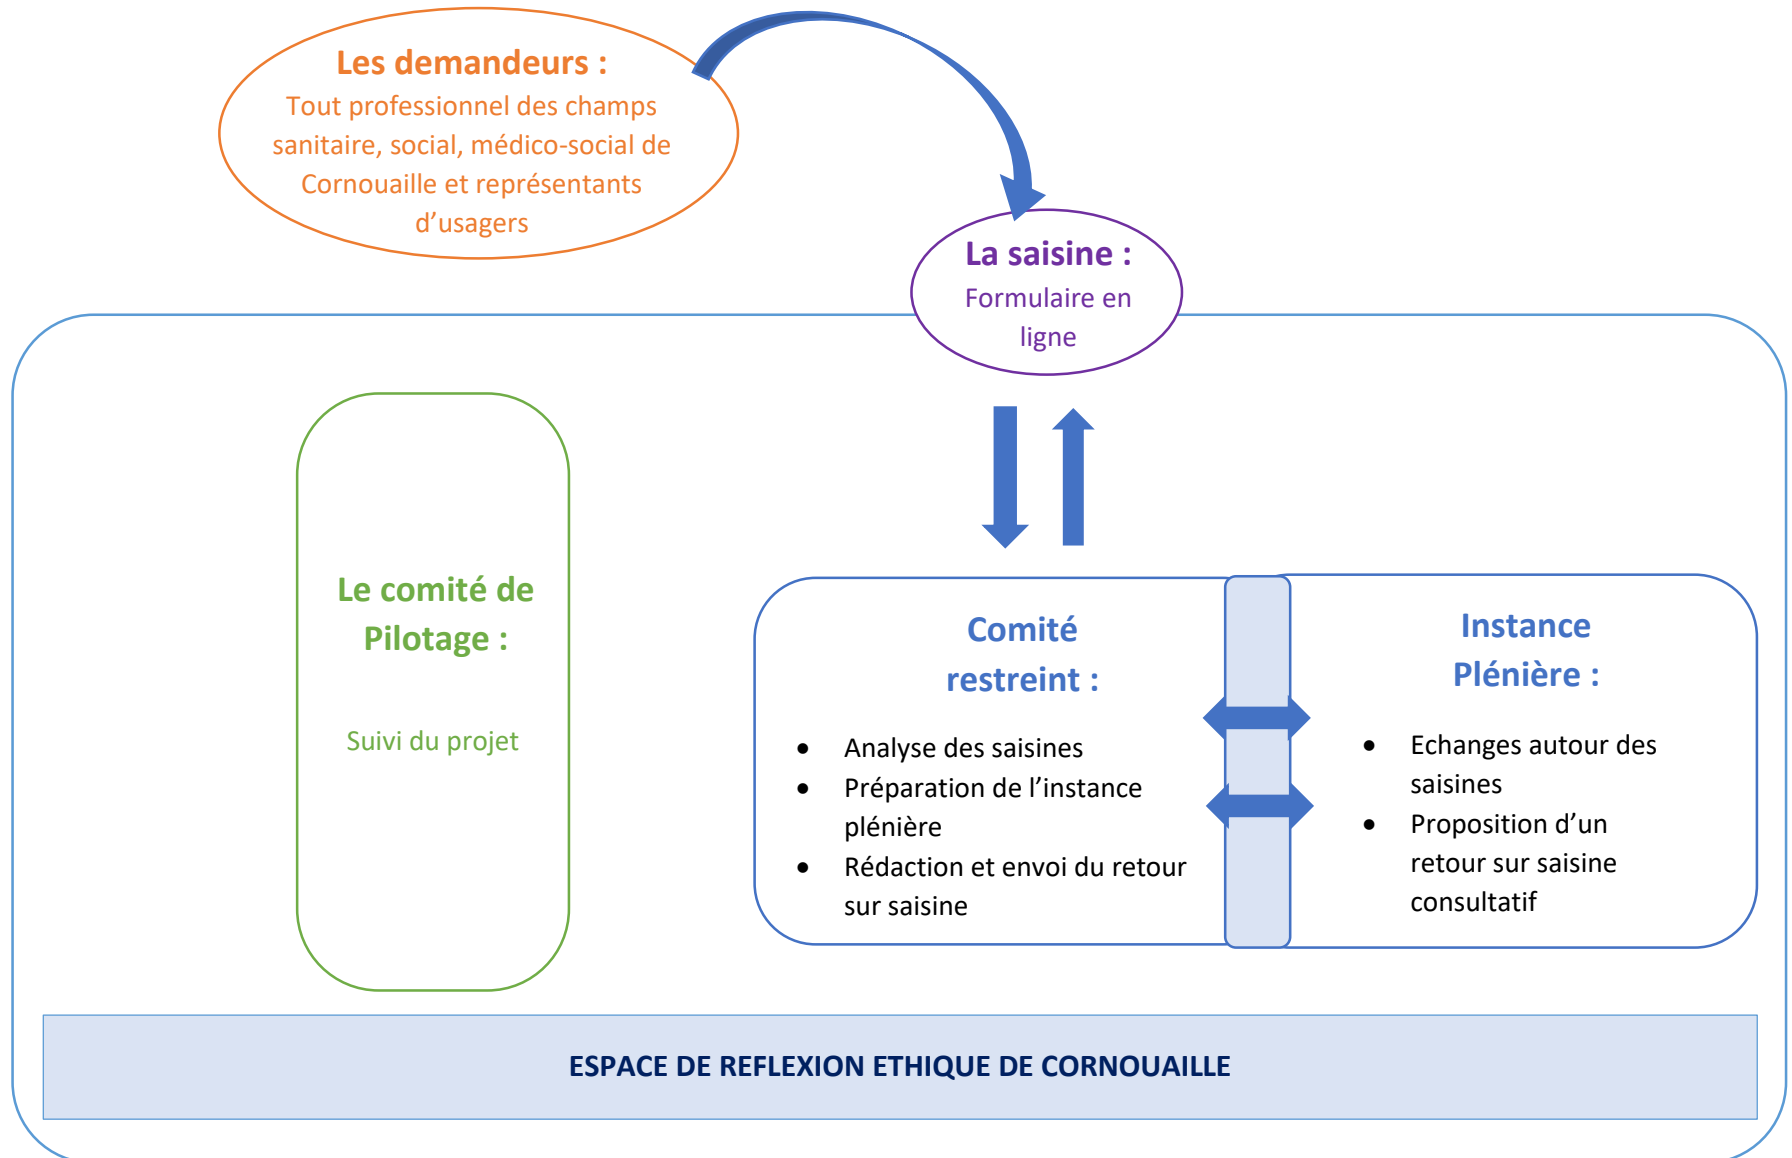 Les demandeurs :
Tout professionnel des champs
sanitaire, social, médico-social de
Cornouaille et représentants
d’usagers
La saisine :
Formulaire en
ligne
Le comité de
Pilotage :
Suivi du projet
Comité
restreint :
• Analyse des saisines
• Préparation de l’instance
plénière
• Rédaction et envoi du retour
sur saisine
Instance
Plénière :
• Echanges autour des
saisines
• Proposition d’un
retour sur saisine
consultatif
ESPACE DE REFLEXION ETHIQUE DE CORNOUAILLE